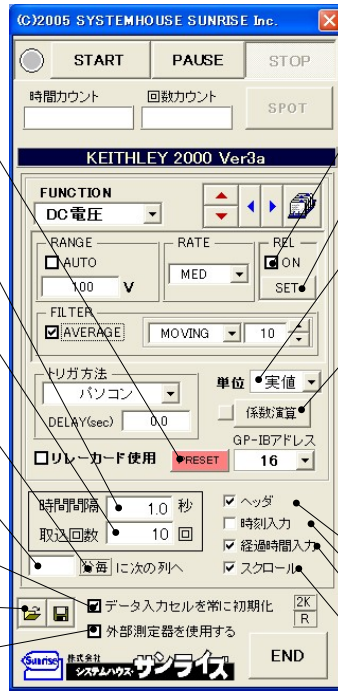 (C)2005 SYSTEMHOUSE SUNRISE Inc.
START PAUSE STOP
時間カウント 回数カウント
SPOT
KEITHLEY 2000 Ver3a
FUNCTION
DC電圧
RANGE RATE REL
AUTO MED ON
100 V SET
FILTER
AVERAGE MOVING 10
トリガ方法
パソコン 単位 実値
DELAY(sec) 0.0 係数演算
GP-IBアドレス
リレーカード使用 PRESET 16
時間間隔 1.0 秒 ヘッダ
時刻入力
取込回数 10 回 経過時間入力
分毎 に次の列へ スクロール
データ入力セルを常に初期化 2K
R
外部測定器を使用する
Sunrise 株式会社 システムハウス・サンライズ END